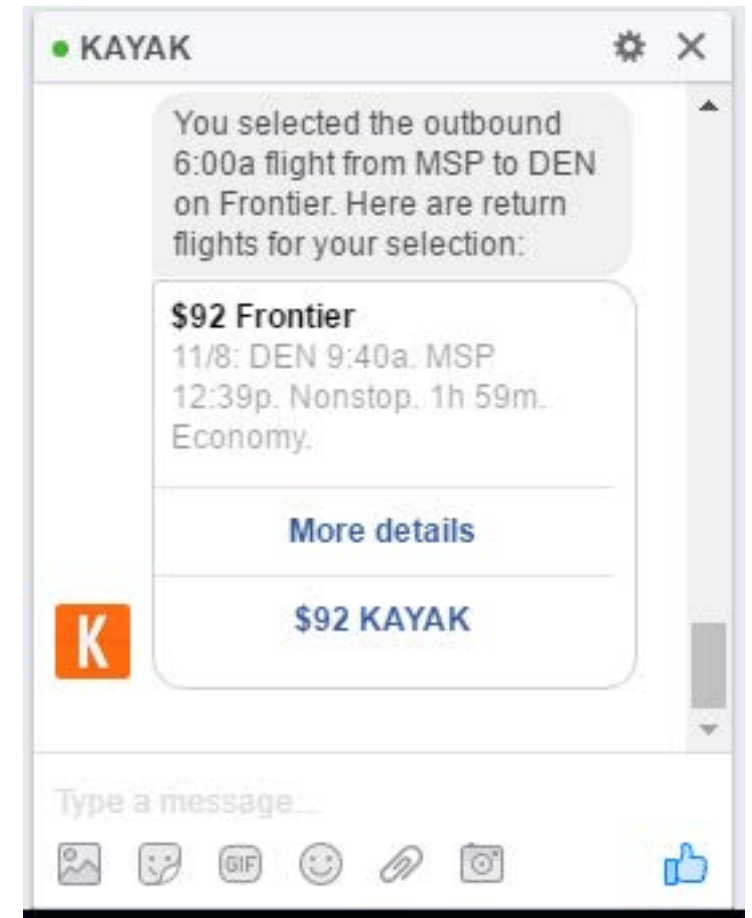 KAYAK
You selected the outbound
6:00a flight from MSP to DEN
on Frontier. Here are return
flights for your selection:
$92 Frontier
11/8: DEN 9:40a. MSP
12:39p. Nonstop. 1h 59m.
Economy.
More details
$92 KAYAK
K
Type a message...
GIF